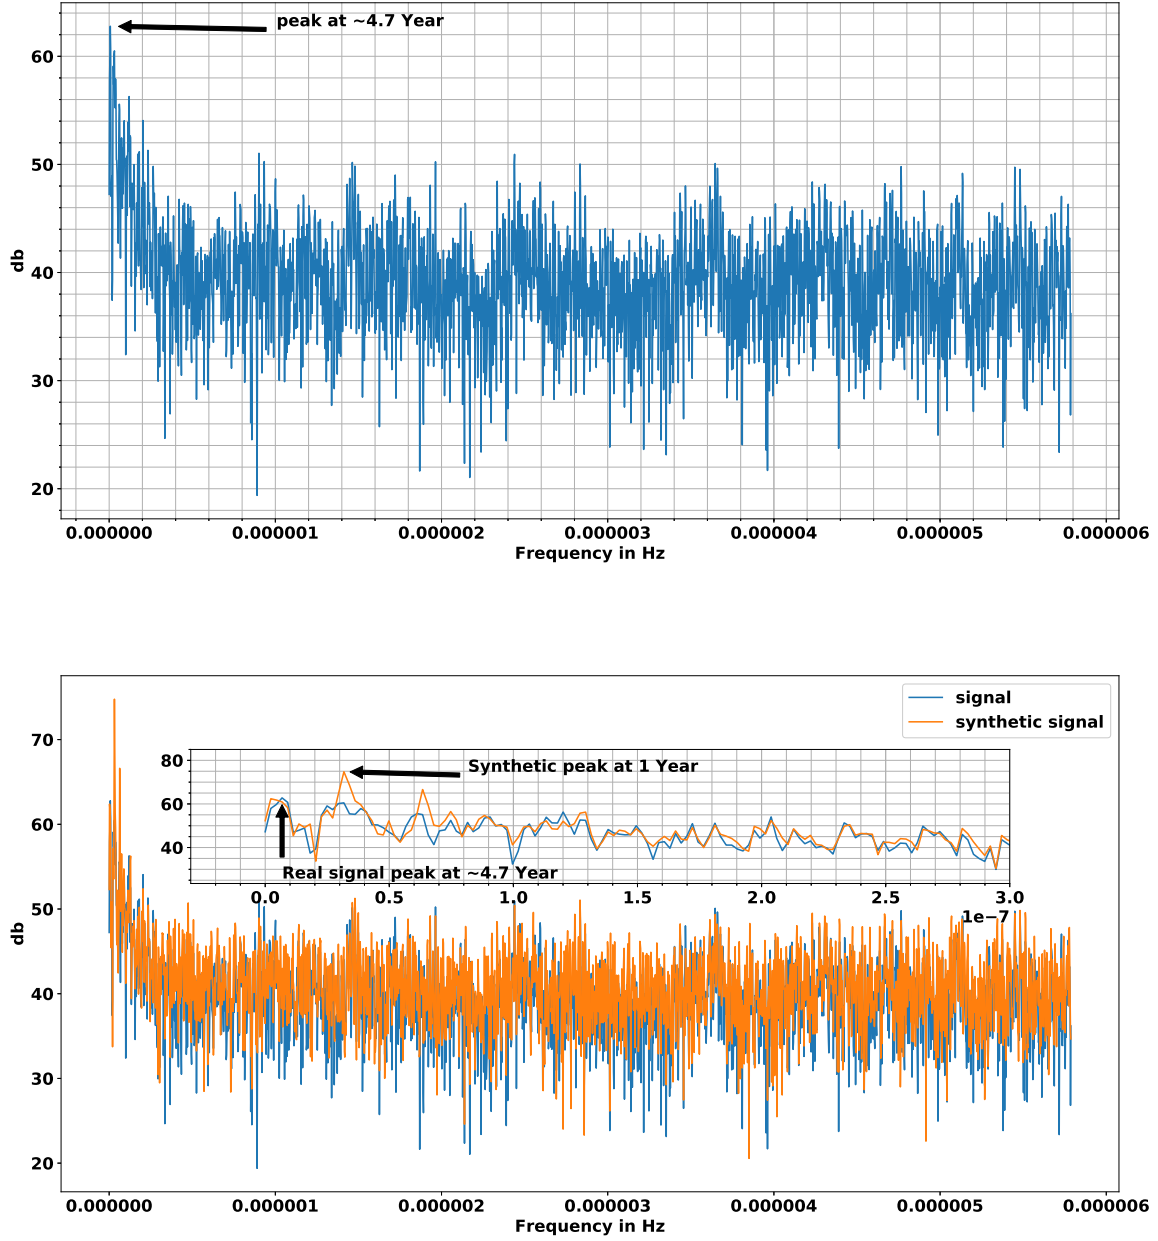 peak at ~4.7 Year
60
50
40
30
20
db
0.000000 0.000001 0.000002 0.000003 0.000004 0.000005 0.000006
Frequency in Hz
signal
synthetic signal
70
60
50
40
30
20
db
80
60
40
Synthetic peak at 1 Year
Real signal peak at ~4.7 Year
0.0 0.5 1.0 1.5 2.0 2.5 3.0
1e−7
0.000000 0.000001 0.000002 0.000003 0.000004 0.000005 0.000006
Frequency in Hz